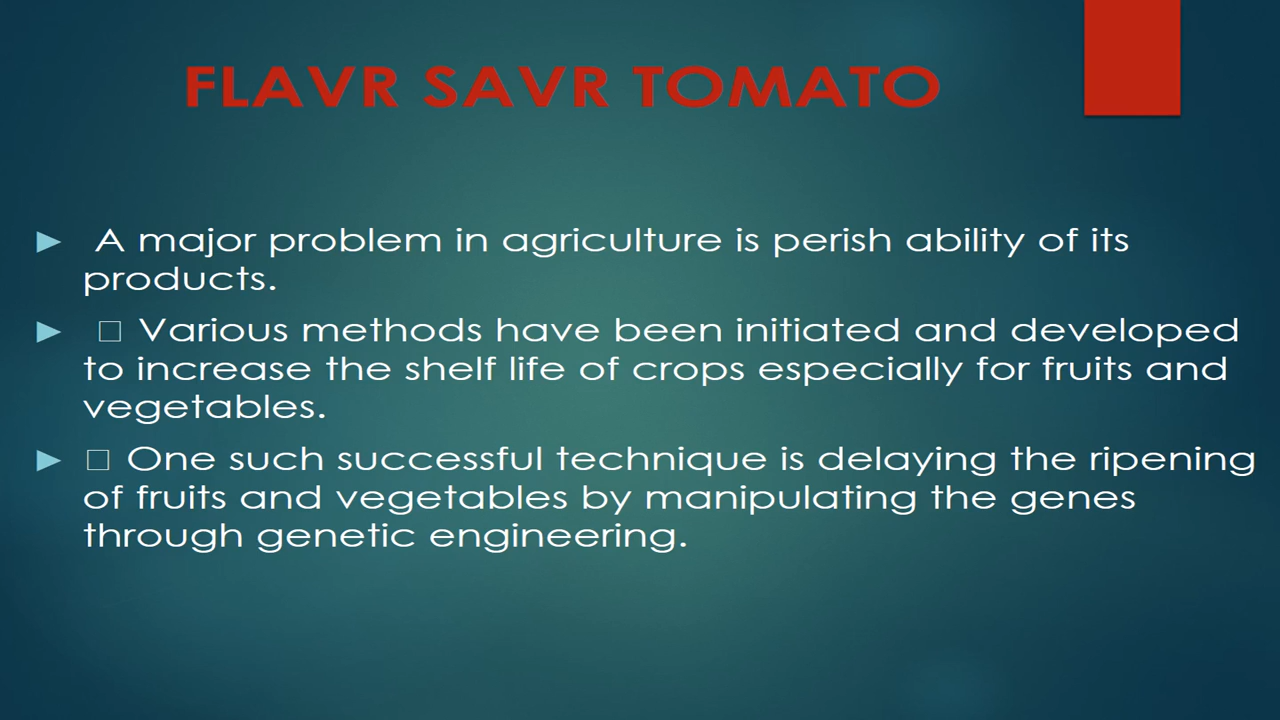 FLAVR SAVR TOMATO
► A major problem in agriculture is perish ability of its
products.
► □ Various methods have been initiated and developed
to increase the shelf life of crops especially for fruits and
vegetables.
► □ One such successful technique is delaying the ripening
of fruits and vegetables by manipulating the genes
through genetic engineering.